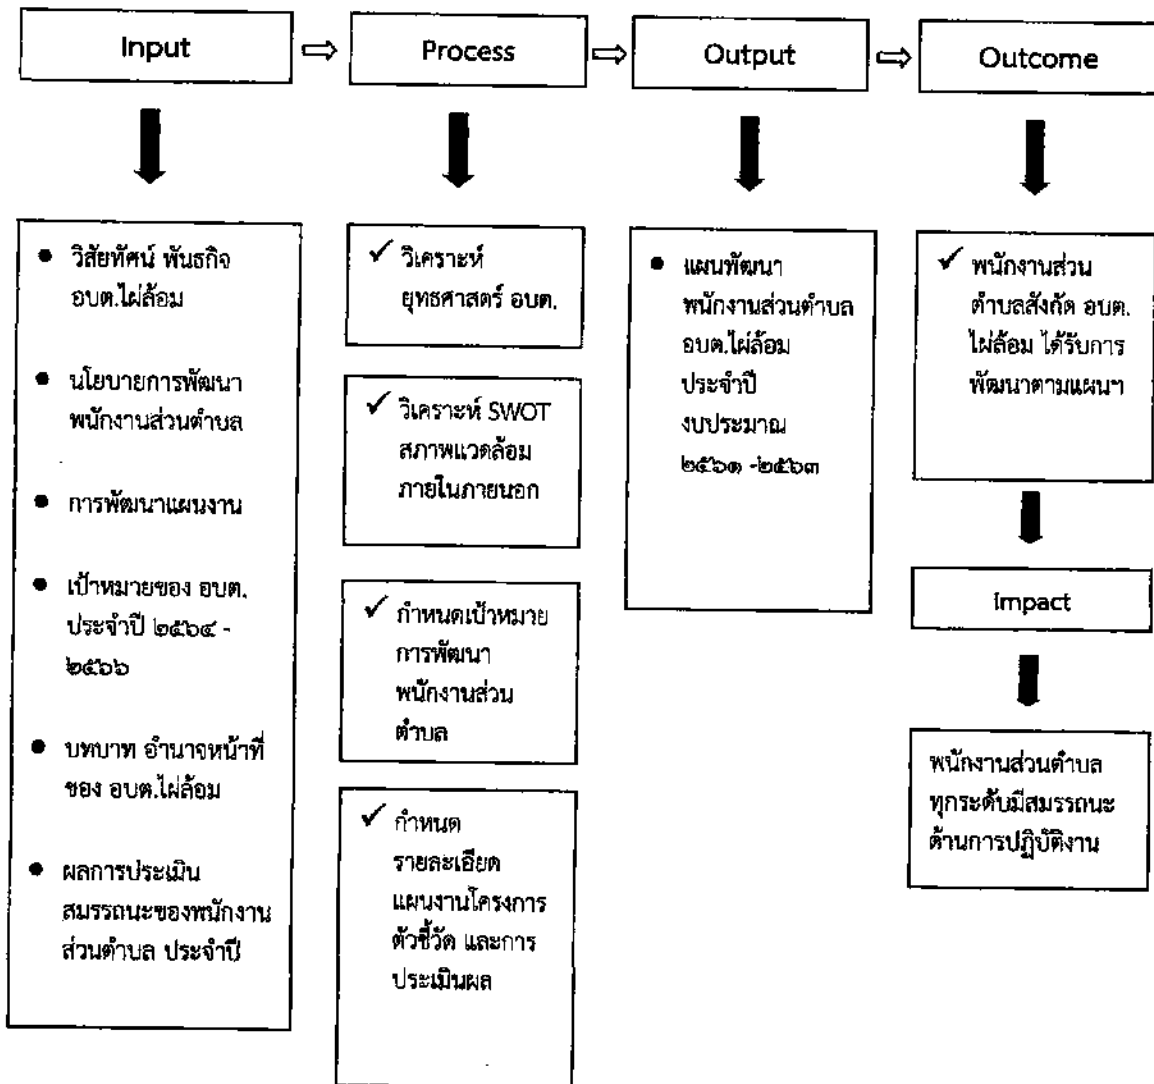 Input
Process
Output
Outcome
วิสัยทัศน์ พันธกิจ
อบต.ไผ่ล้อม
นโยบายการพัฒนา
พนักงานส่วนตำบล
การพัฒนาแผนงาน
เป้าหมายของ อบต.
ประจำปี ๒๕๖๔ -
๒๕๖๖
บทบาท อำนาจหน้าที่
ของ อบต.ไผ่ล้อม
ผลการประเมิน
สมรรถนะของพนักงาน
ส่วนตำบล ประจำปี
วิเคราะห์
ยุทธศาสตร์ อบต.
วิเคราะห์ SWOT
สภาพแวดล้อม
ภายในภายนอก
กำหนดเป้าหมาย
การพัฒนา
พนักงานส่วน
ตำบล
กำหนด
รายละเอียด
แผนงานโครงการ
ตัวชี้วัด และการ
ประเมินผล
แผนพัฒนา
พนักงานส่วนตำบล
อบต.ไผ่ล้อม
ประจำปี
งบประมาณ
๒๕๖๑ -๒๕๖๓
พนักงานส่วน
ตำบลสังกัด อบต.
ไผ่ล้อม ได้รับการ
พัฒนาตามแผนฯ
Impact
พนักงานส่วนตำบล
ทุกระดับมีสมรรถนะ
ด้านการปฏิบัติงาน